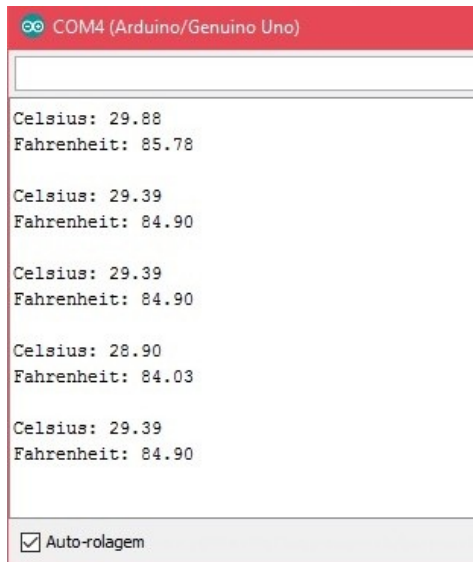 COM4 (Arduino/Genuino Uno)
Celsius: 29.88
Fahrenheit: 85.78
Celsius: 29.39
Fahrenheit: 84.90
Celsius: 29.39
Fahrenheit: 84.90
Celsius: 28.90
Fahrenheit: 84.03
Celsius: 29.39
Fahrenheit: 84.90
Auto-rolagem